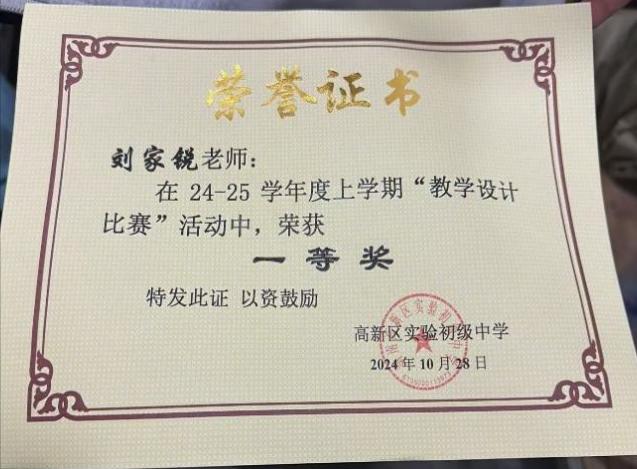 荣誉证书
刘家锐老师：
在 24-25 学年度上学期“教学设计
比赛”活动中，荣获
一等奖
特发此证 以资鼓励
高新区实验初级中学
2024 年 10 月 28 日